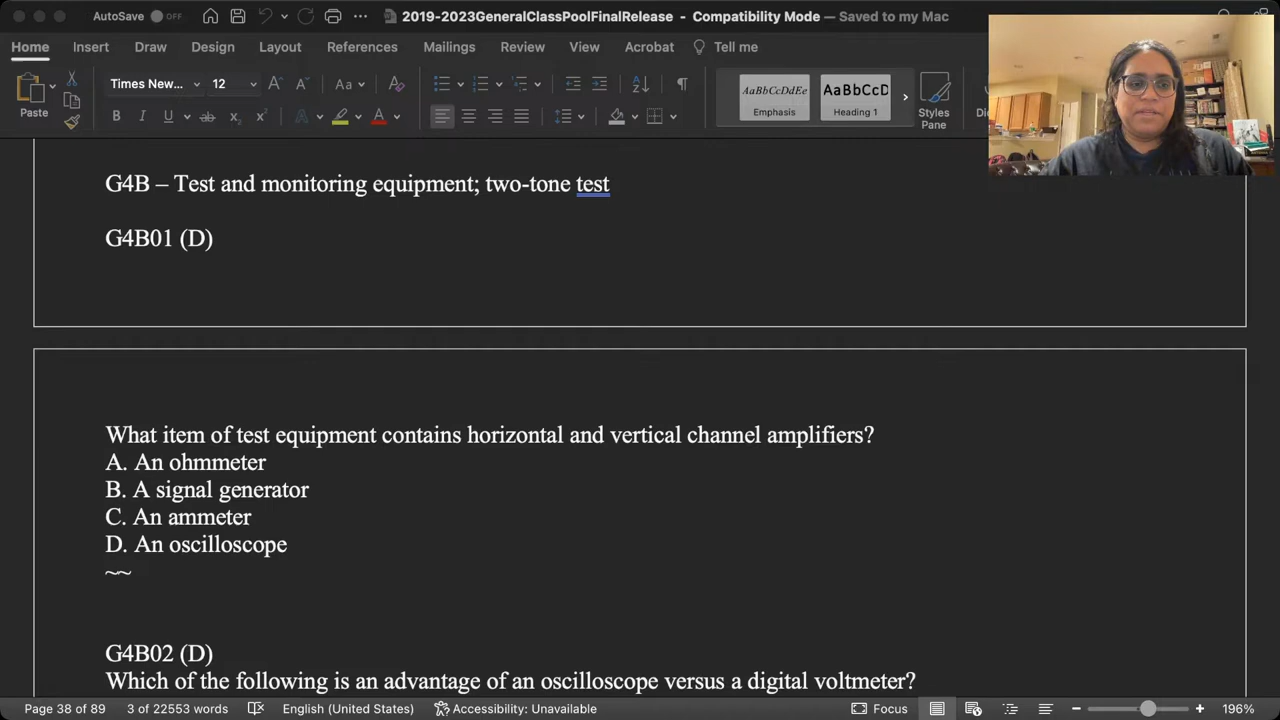 AutoSave OFF 2019-2023GeneralClassPoolFinalRelease - Compatibility Mode — Saved to my Mac
Home Insert Draw Design Layout References Mailings Review View Acrobat Tell me
Paste Times New... 12 Aa AaBbCcDdEe AaBbCcD
B I U ab x₂ x² A A Emphasis Heading 1 Styles
Pane
G4B – Test and monitoring equipment; two-tone test
G4B01 (D)
What item of test equipment contains horizontal and vertical channel amplifiers?
A. An ohmmeter
B. A signal generator
C. An ammeter
D. An oscilloscope
~~
G4B02 (D)
Which of the following is an advantage of an oscilloscope versus a digital voltmeter?
Page 38 of 89 3 of 22553 words English (United States) Accessibility: Unavailable Focus 196%